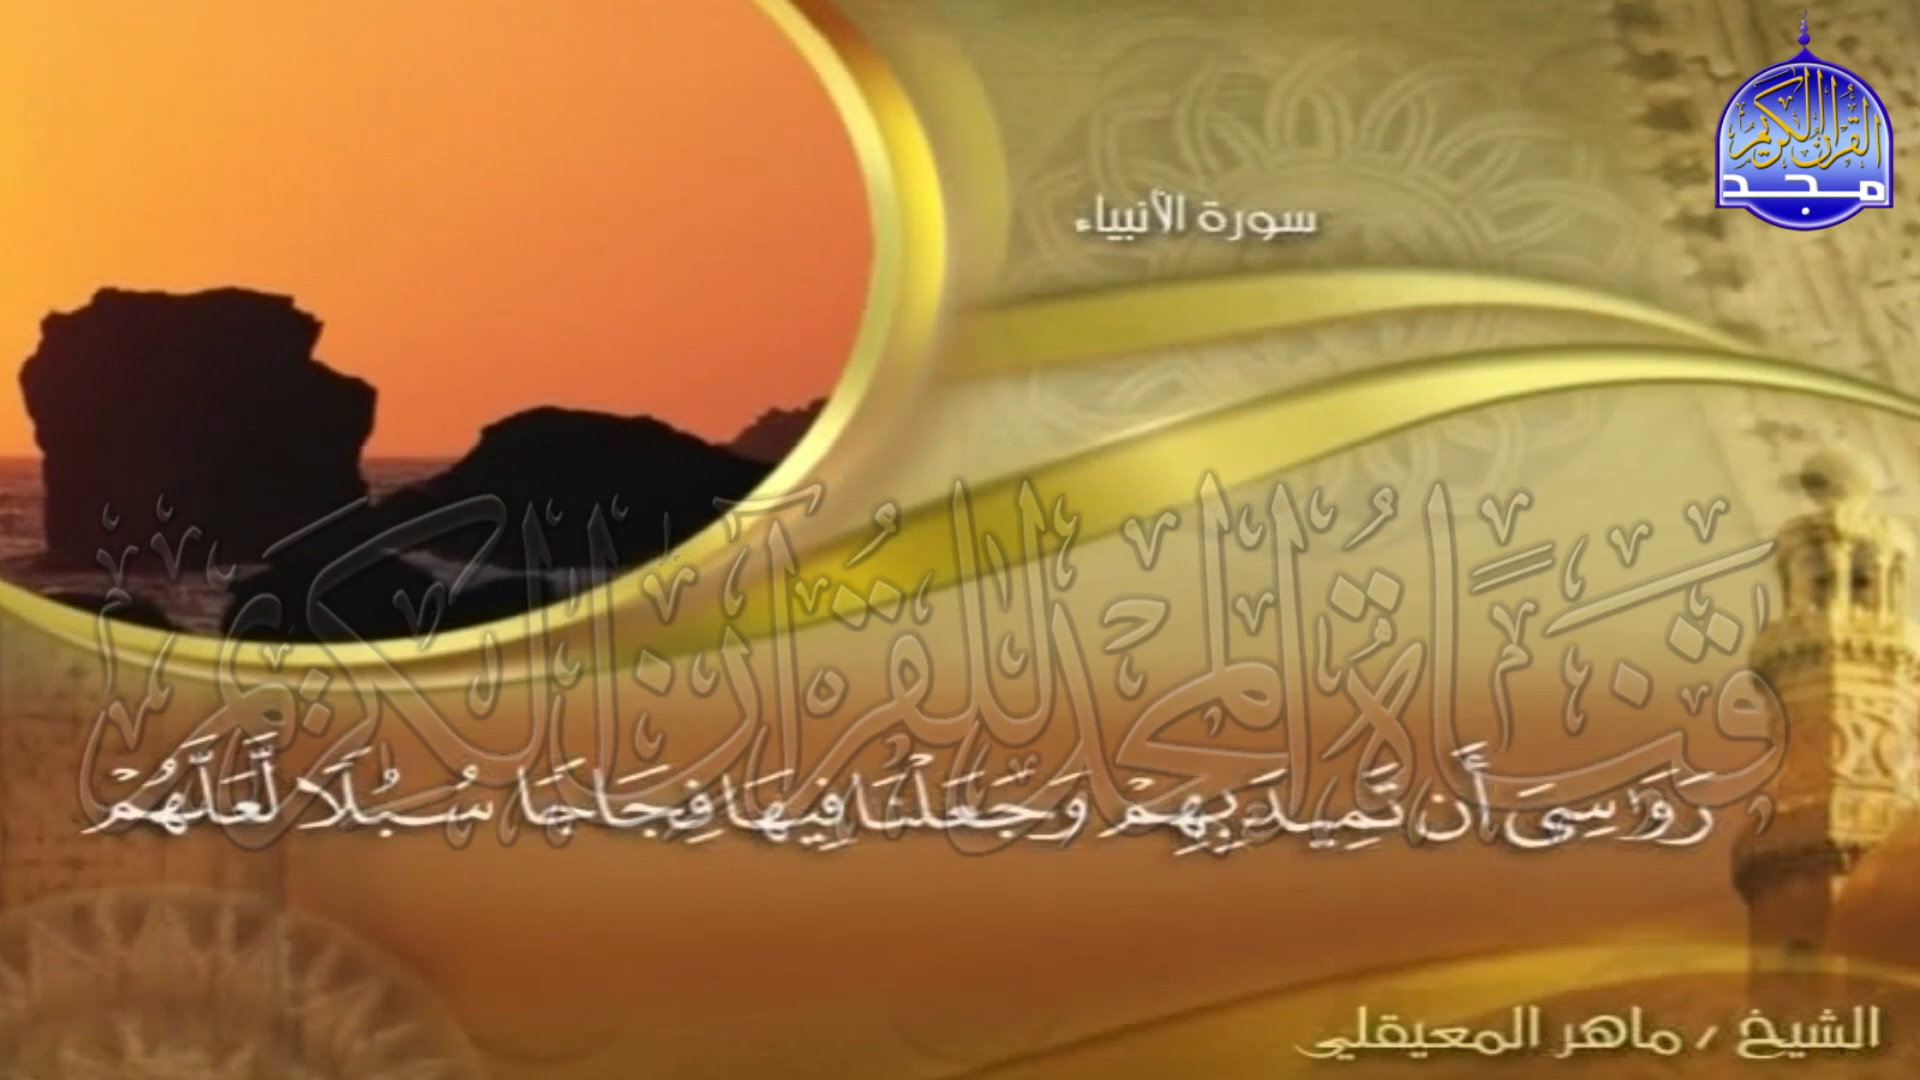 القرآن الكريم
مجد
سورة الأنبياء
قناة المجد للقرآن الكريم
رَوَٰسِىَ أَن تَمِيدَ بِهِمْ وَجَعَلْنَا فِيهَا فِجَاجًا سُبُلًا لَّعَلَّهُمْ
الشيخ / ماهر المعيقلي